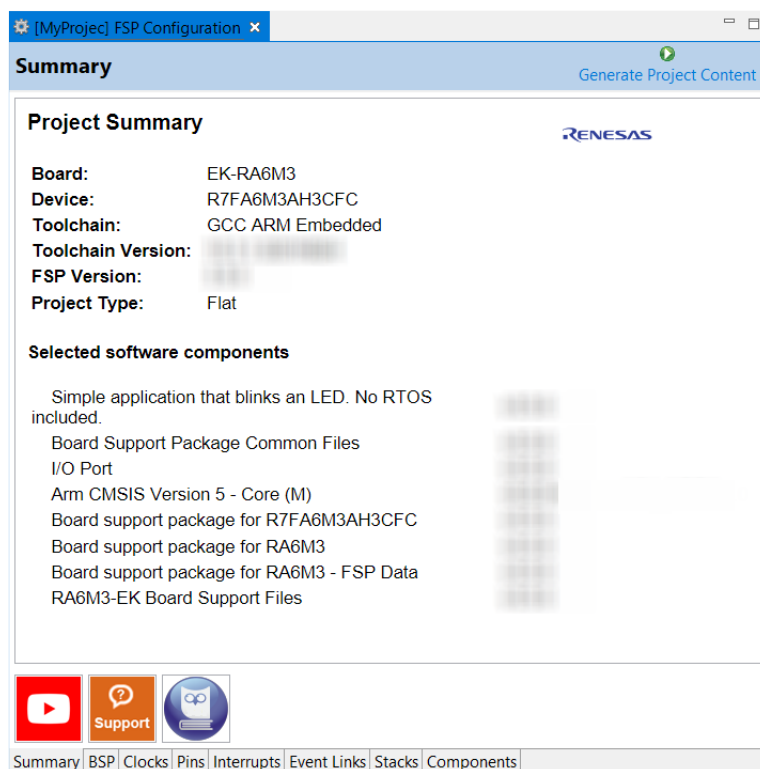 [MyProjec] FSP Configuration
Summary
Generate Project Content
Project Summary
RENESAS
Board: EK-RA6M3
Device: R7FA6M3AH3CFC
Toolchain: GCC ARM Embedded
Toolchain Version:
FSP Version:
Project Type: Flat
Selected software components
Simple application that blinks an LED. No RTOS
included.
Board Support Package Common Files
I/O Port
Arm CMSIS Version 5 - Core (M)
Board support package for R7FA6M3AH3CFC
Board support package for RA6M3
Board support package for RA6M3 - FSP Data
RA6M3-EK Board Support Files
Support
Summary BSP Clocks Pins Interrupts Event Links Stacks Components